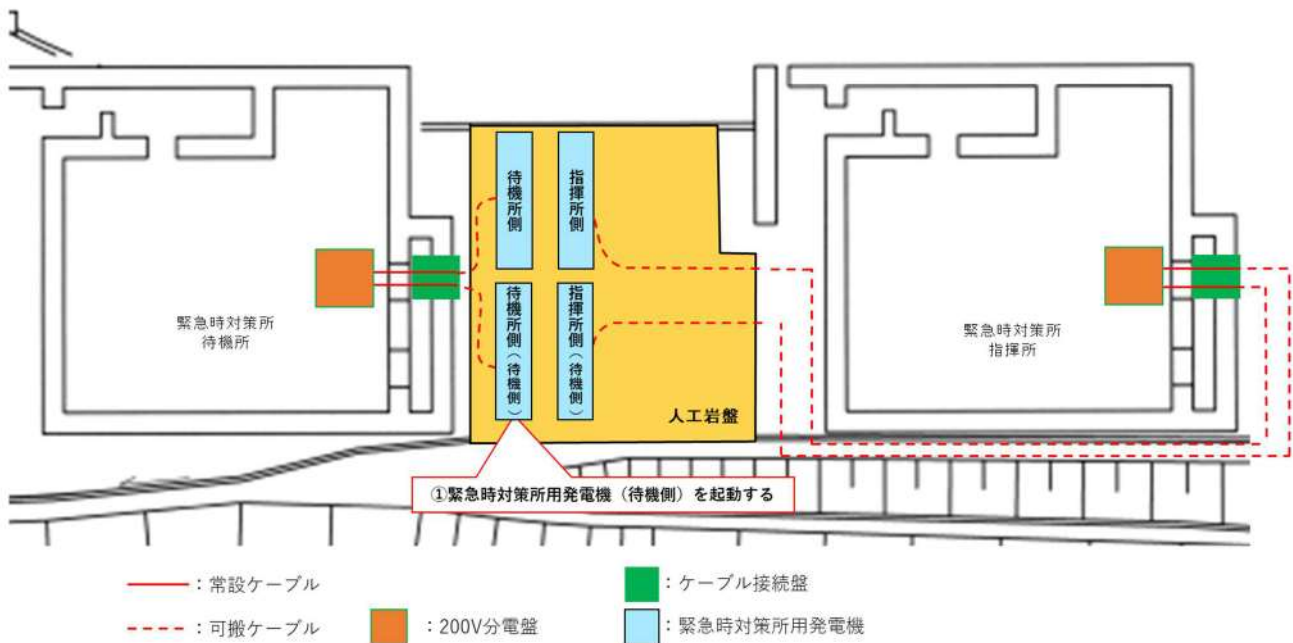 待機所側
指揮所側
待機所側（待機側）
指揮所側（待機側）
緊急時対策所
待機所
緊急時対策所
指揮所
人工岩盤
①緊急時対策所用発電機（待機側）を起動する
：常設ケーブル
：ケーブル接続盤
：可搬ケーブル
：200V分電盤
：緊急時対策所用発電機